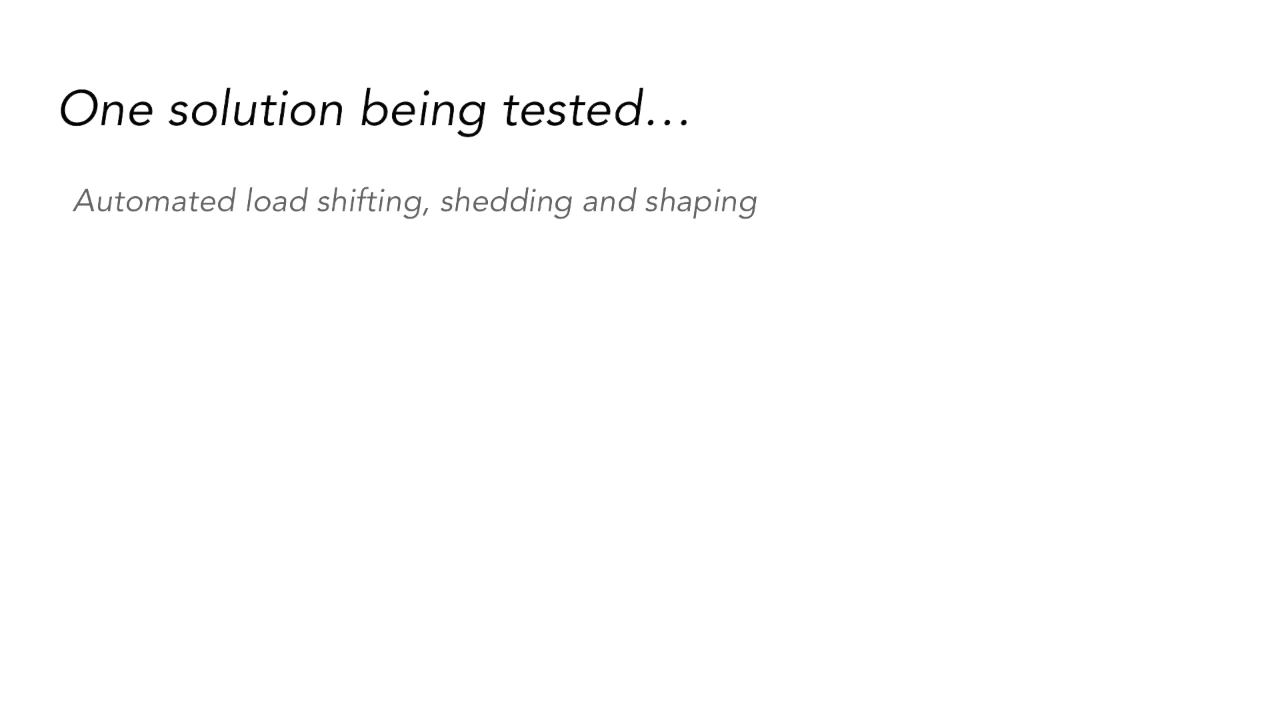 One solution being tested…
Automated load shifting, shedding and shaping